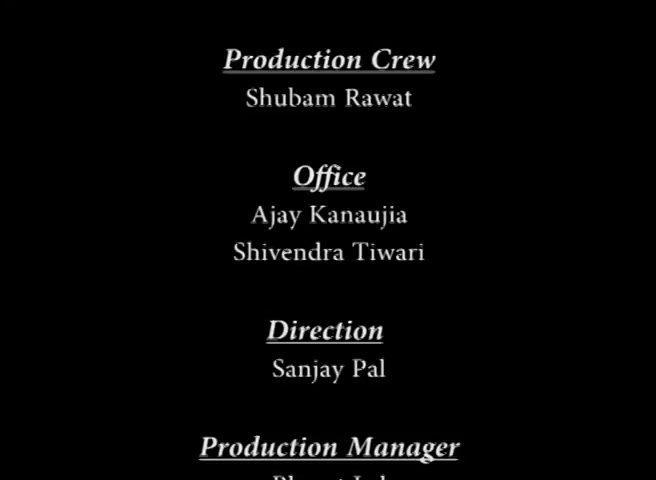 Production Crew
Shubam Rawat
Office
Ajay Kanaujia
Shivendra Tiwari
Direction
Sanjay Pal
Production Manager